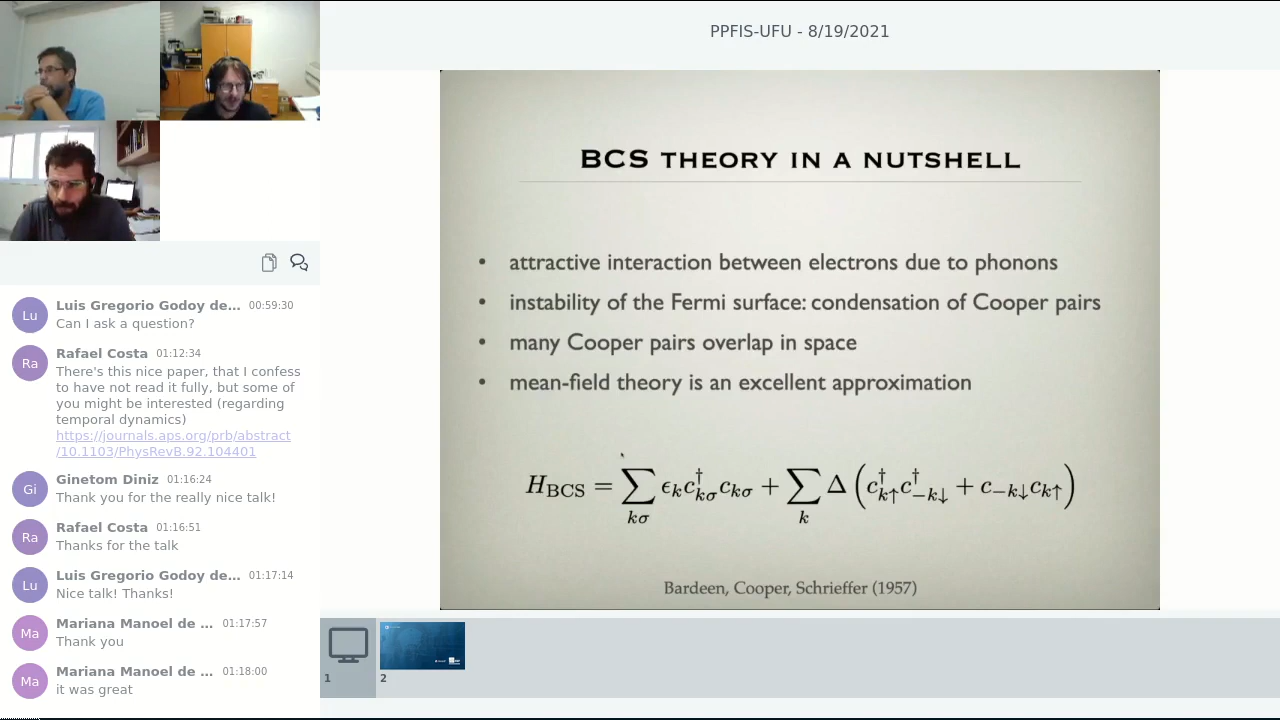 PPFIS-UFU - 8/19/2021
BCS THEORY IN A NUTSHELL
• attractive interaction between electrons due to phonons
• instability of the Fermi surface: condensation of Cooper pairs
• many Cooper pairs overlap in space
• mean-field theory is an excellent approximation
H_BCS = ∑_{kσ} ϵ_k c†_{kσ} c_{kσ} + ∑_k Δ (c†_{k↑} c†_{−k↓} + c_{−k↓} c_{k↑})
Bardeen, Cooper, Schrieffer (1957)
Lu
Luis Gregorio Godoy de... 00:59:30
Can I ask a question?
Ra
Rafael Costa 01:12:34
There's this nice paper, that I confess
to have not read it fully, but some of
you might be interested (regarding
temporal dynamics)
https://journals.aps.org/prb/abstract
/10.1103/PhysRevB.92.104401
Gi
Ginetom Diniz 01:16:24
Thank you for the really nice talk!
Ra
Rafael Costa 01:16:51
Thanks for the talk
Lu
Luis Gregorio Godoy de... 01:17:14
Nice talk! Thanks!
Ma
Mariana Manoel de ... 01:17:57
Thank you
Ma
Mariana Manoel de ... 01:18:00
it was great
1
2